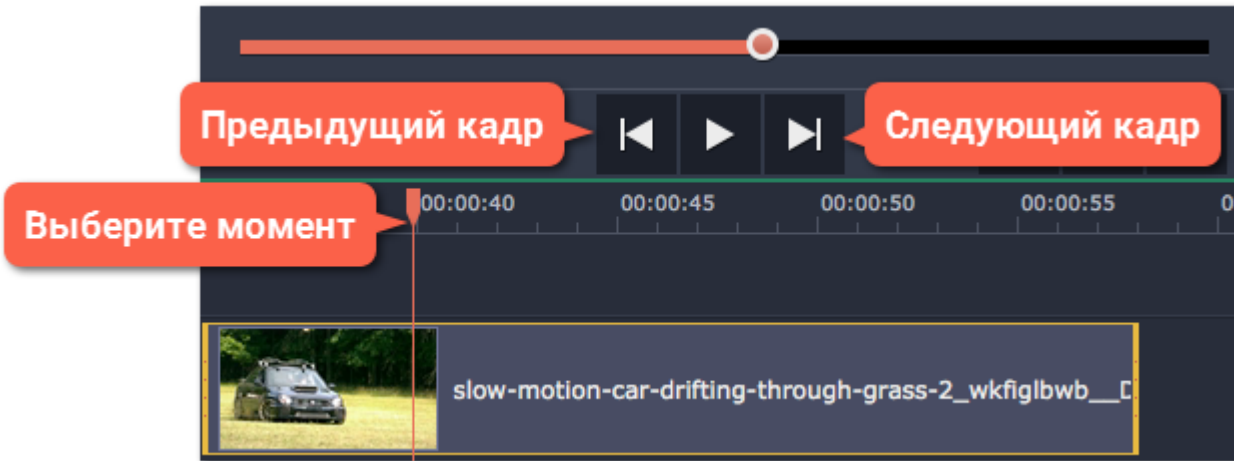 Предыдущий кадр
Следующий кадр
Выберите момент
00:00:40 00:00:45 00:00:50 00:00:55 0
slow-motion-car-drifting-through-grass-2_wkfiglbwb__D